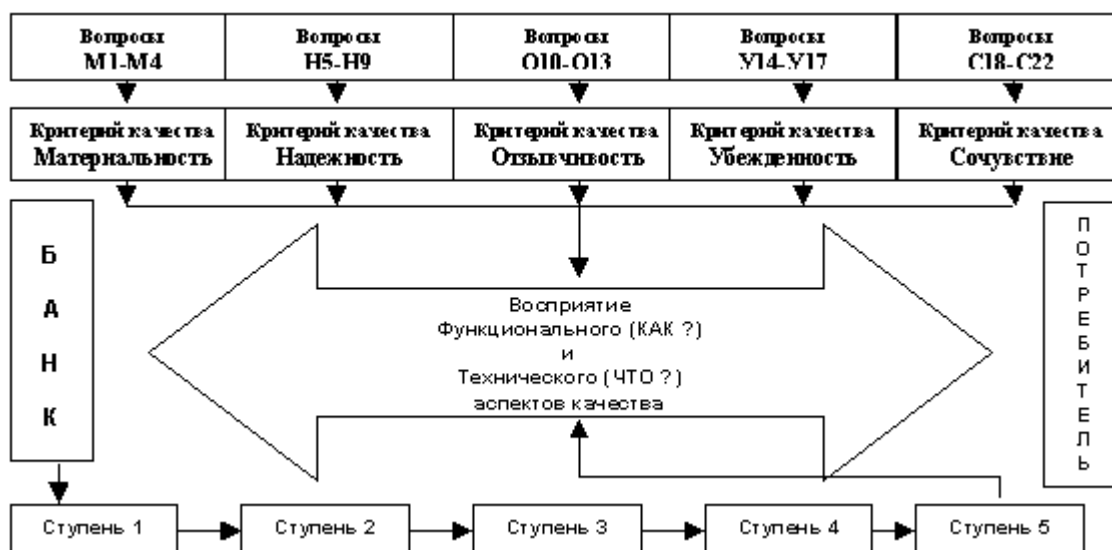 Вопросы
М1-М4
Вопросы
Н5-Н9
Вопросы
О10-О13
Вопросы
У14-У17
Вопросы
С18-С22
Критерий качества
Материальность
Критерий качества
Надежность
Критерий качества
Отзывчивость
Критерий качества
Убежденность
Критерий качества
Сочувствие
БАНК
Восприятие
Функционального (КАК ?)
и
Технического (ЧТО ?)
аспектов качества
ПОТРЕБИТЕЛЬ
Ступень 1
Ступень 2
Ступень 3
Ступень 4
Ступень 5